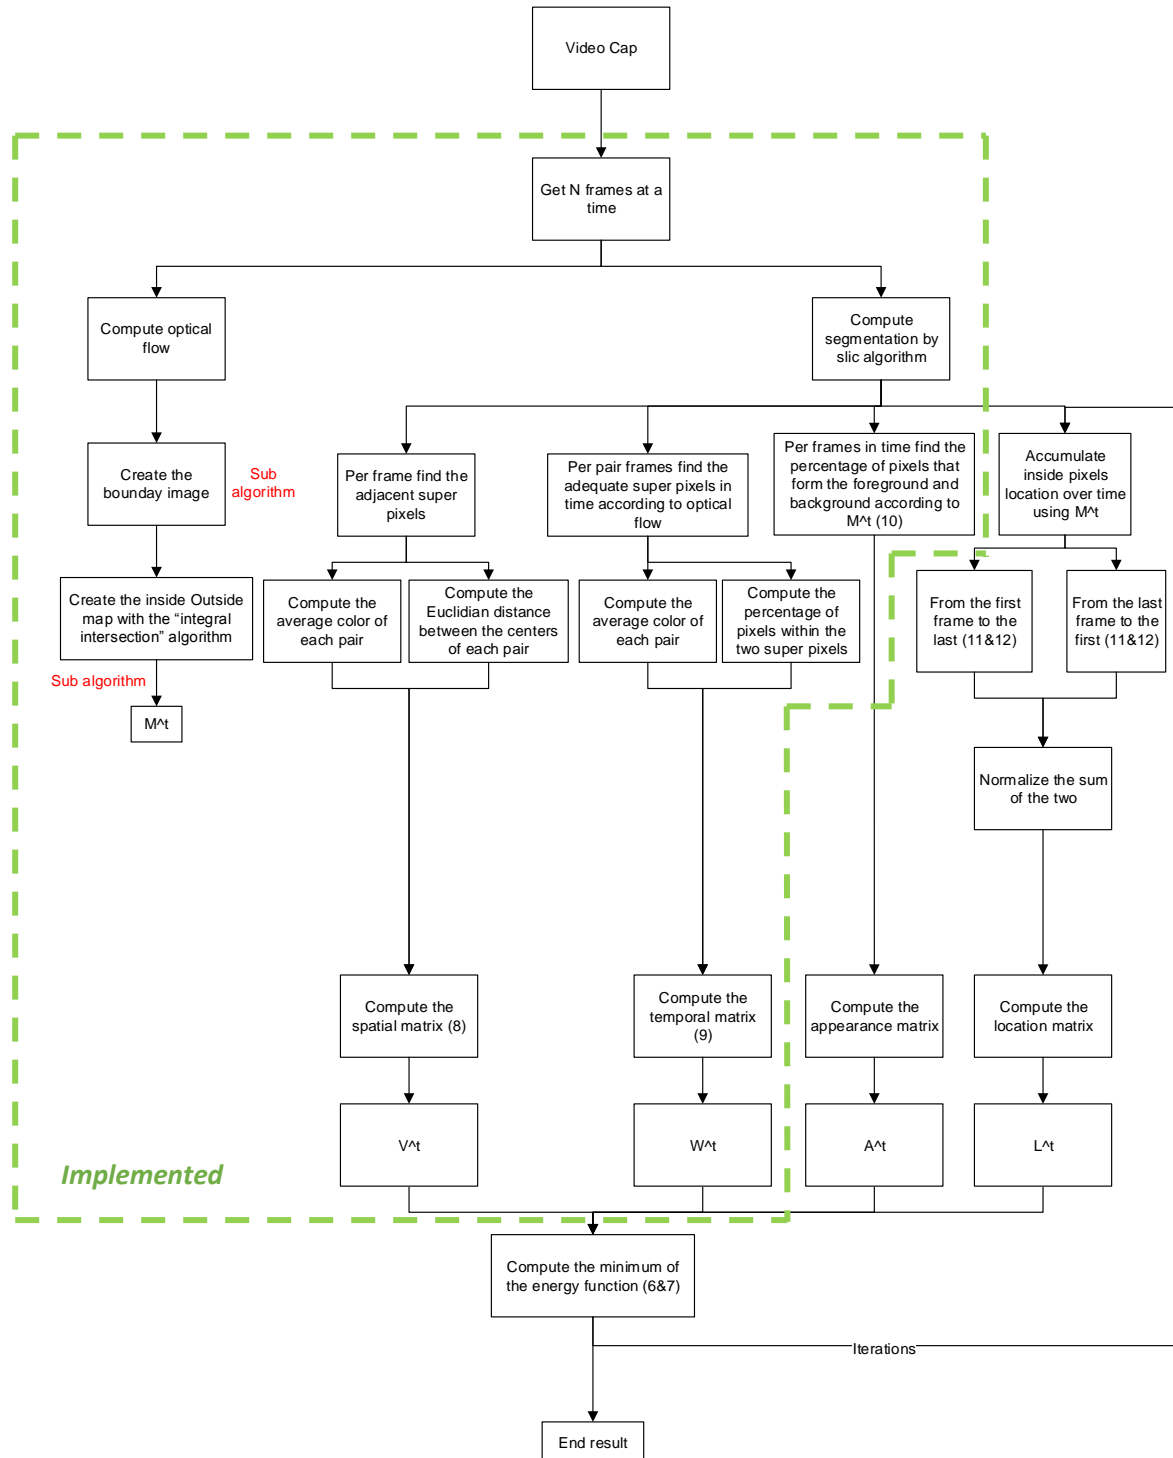 Video Cap
Get N frames at a
time
Compute optical
flow
Compute
segmentation by
slic algorithm
Create the
bounday image
Sub
algorithm
Per frame find the
adjacent super
pixels
Per pair frames find the
adequate super pixels in
time according to optical
flow
Per frames in time find the
percentage of pixels that
form the foreground and
background according to
M^t (10)
Accumulate
inside pixels
location over time
using M^t
Create the inside Outside
map with the “integral
intersection” algorithm
Compute the
average color of
each pair
Compute the
Euclidian distance
between the centers
of each pair
Compute the
average color of
each pair
Compute the
percentage of
pixels within the
two super pixels
From the first
frame to the
last (11&12)
From the last
frame to the
first (11&12)
Sub algorithm
M^t
Normalize the sum
of the two
Compute the
spatial matrix (8)
Compute the
temporal matrix
(9)
Compute the
appearance matrix
Compute the
location matrix
V^t
W^t
A^t
L^t
Implemented
Compute the minimum of
the energy function (6&7)
Iterations
End result